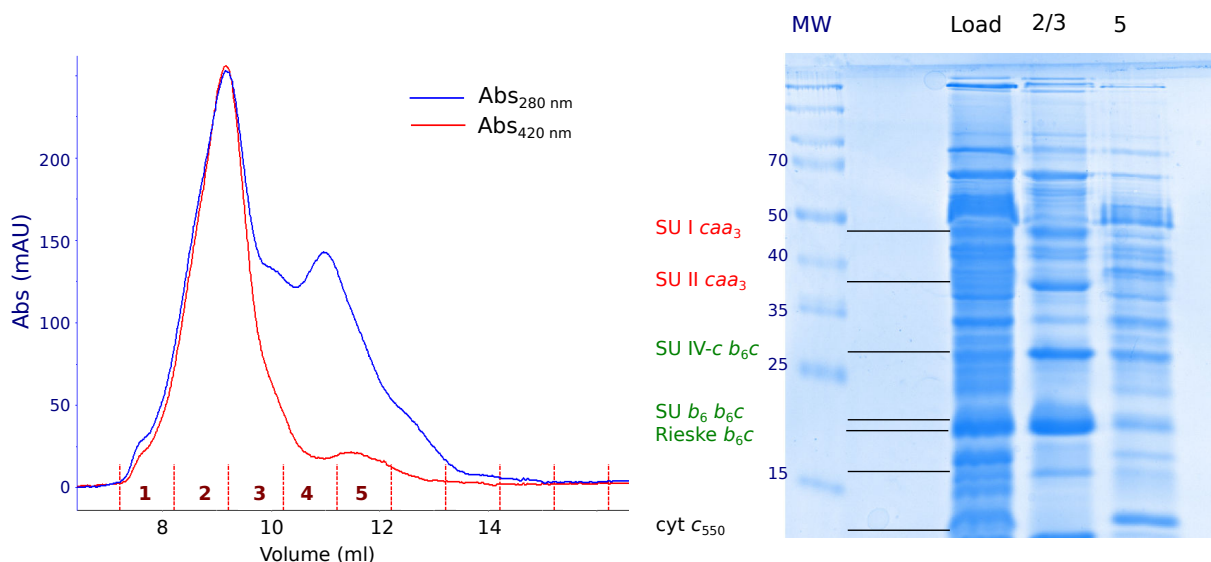 Abs (mAU)
200
150
100
50
0
Abs280 nm
Abs420 nm
1 2 3 4 5
8 10 12 14
Volume (ml)
MW Load 2/3 5
70
50
SU I caa3
40
SU II caa3
35
SU IV-c b6c
25
SU b6 b6c
Rieske b6c
15
cyt c550